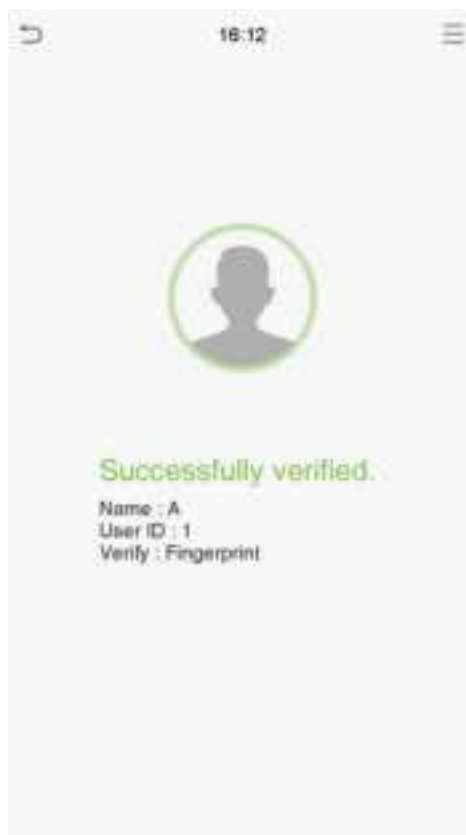 16:12
Successfully verified.
Name : A
User ID : 1
Verify : Fingerprint